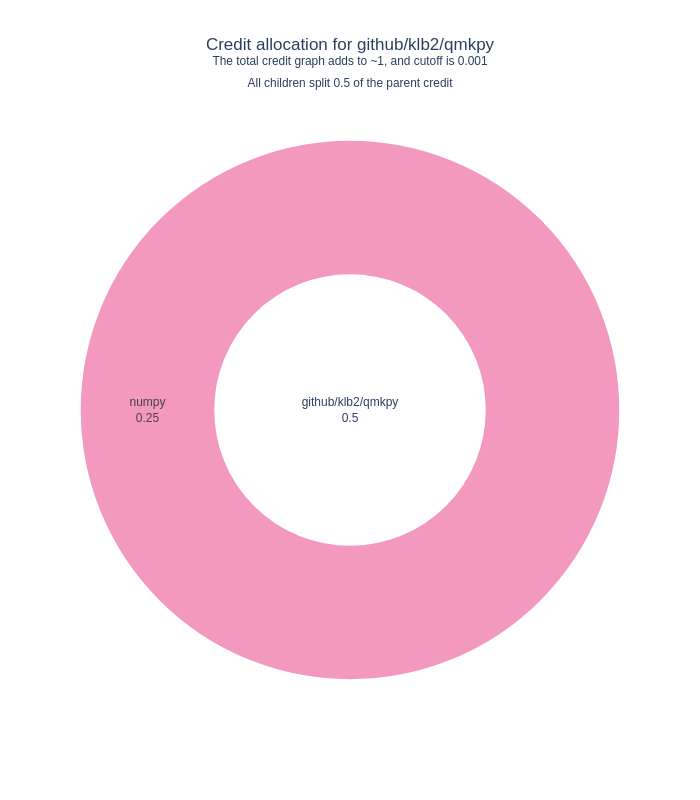 Credit allocation for github/klb2/qmkpy
The total credit graph adds to ~1, and cutoff is 0.001
All children split 0.5 of the parent credit
numpy
0.25
github/klb2/qmkpy
0.5